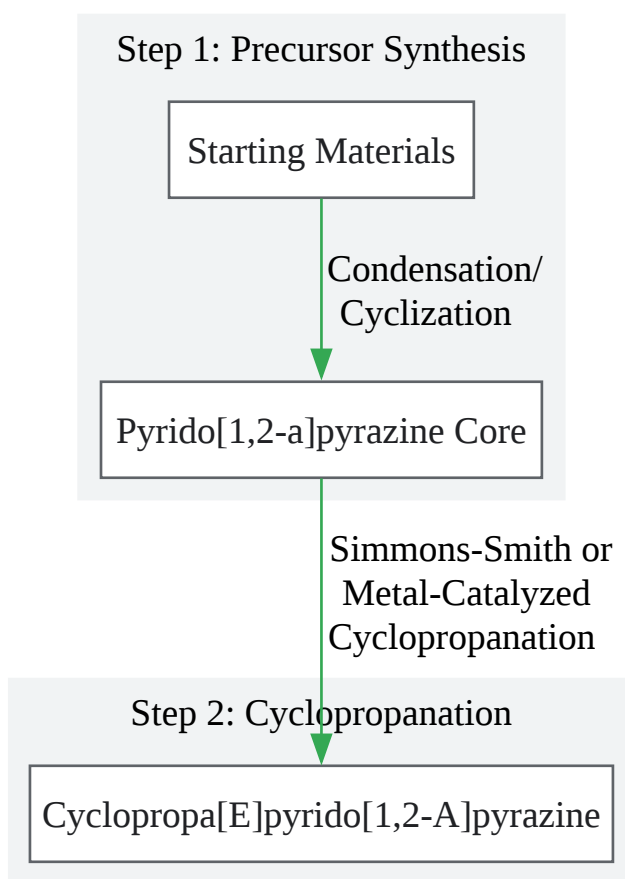 Step 1: Precursor Synthesis
Starting Materials
Condensation/
Cyclization
Pyrido[1,2-a]pyrazine Core
Simmons-Smith or
Metal-Catalyzed
Cyclopropanation
Step 2: Cyclopropanation
Cyclopropa[E]pyrido[1,2-A]pyrazine